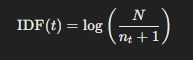 IDF(t) = log ( N / n_t + 1 )